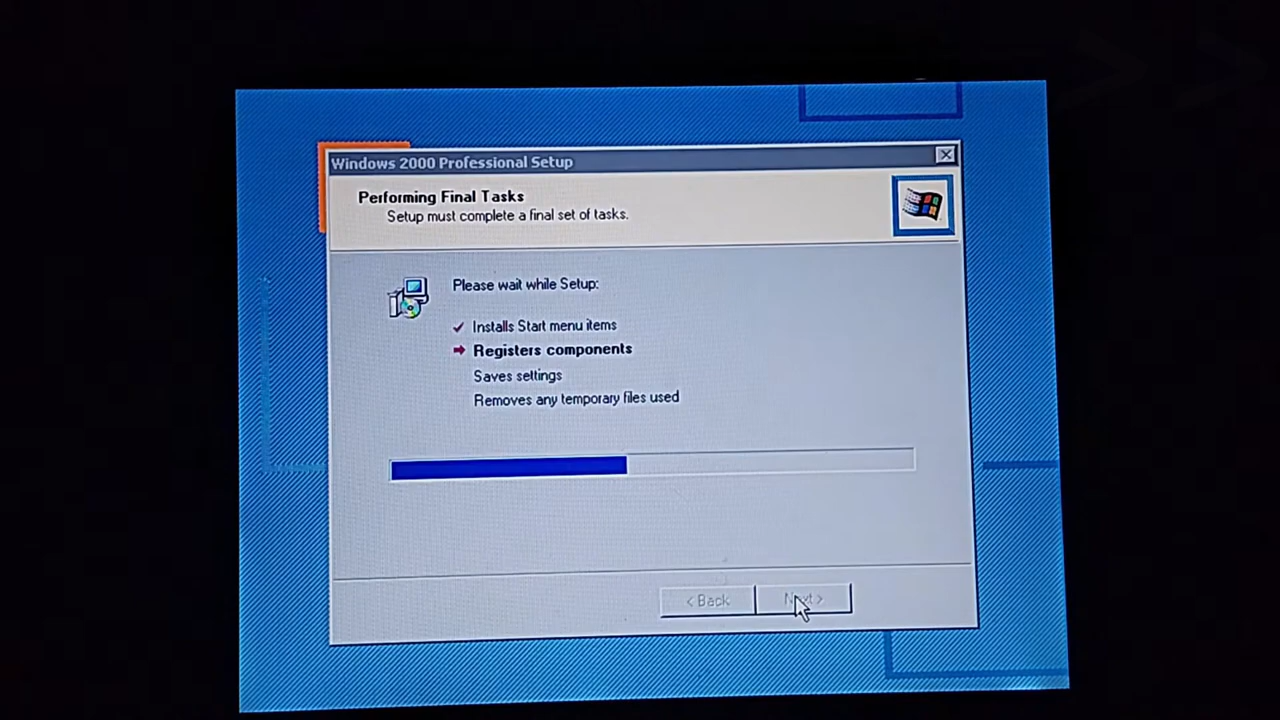 Windows 2000 Professional Setup
Performing Final Tasks
Setup must complete a final set of tasks.
Please wait while Setup:
Installs Start menu items
Registers components
Saves settings
Removes any temporary files used
< Back
Next >